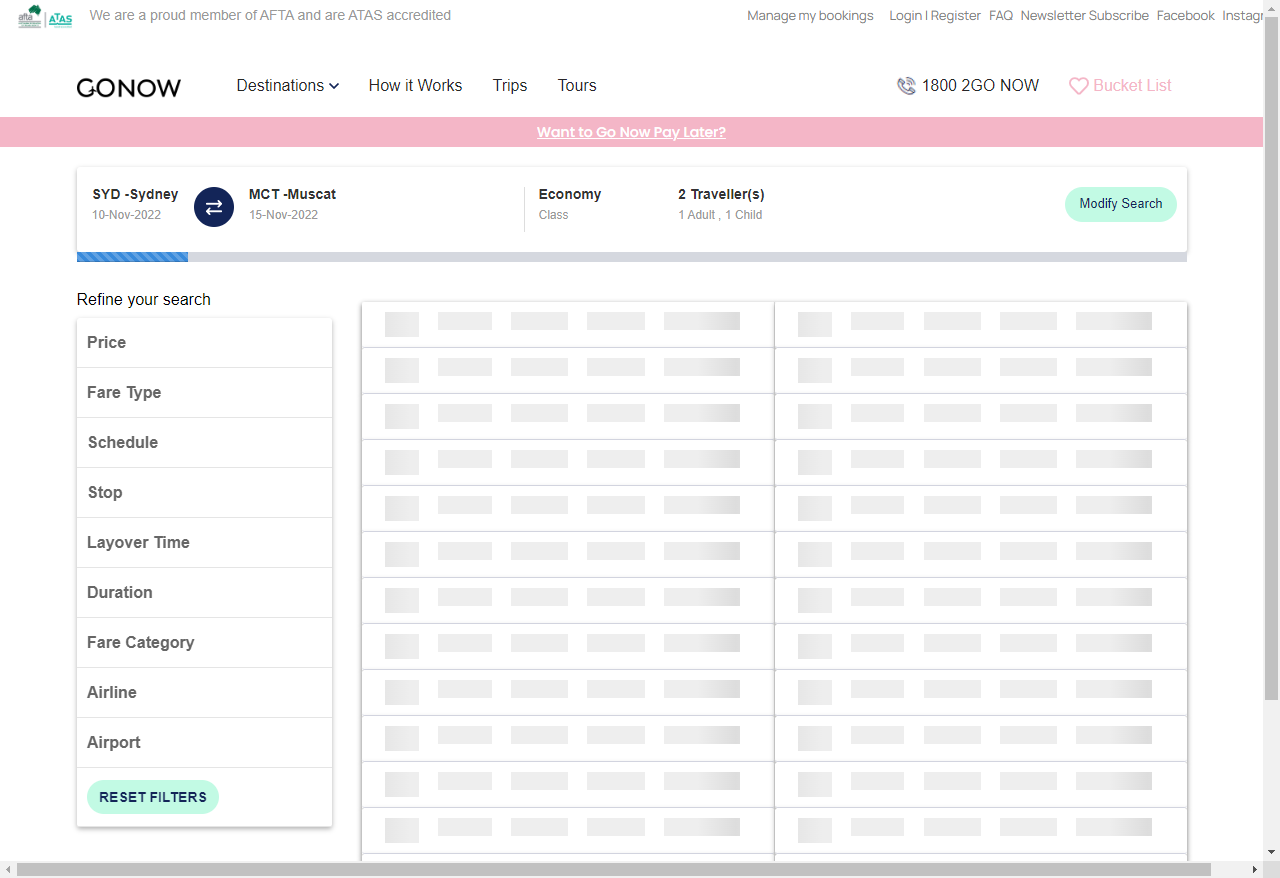 afta ATAS We are a proud member of AFTA and are ATAS accredited Manage my bookings Login | Register FAQ Newsletter Subscribe Facebook Instagr
GONOW Destinations How it Works Trips Tours 1800 2GO NOW Bucket List
Want to Go Now Pay Later?
SYD -Sydney MCT -Muscat Economy 2 Traveller(s) Modify Search
10-Nov-2022 15-Nov-2022 Class 1 Adult , 1 Child
Refine your search
Price
Fare Type
Schedule
Stop
Layover Time
Duration
Fare Category
Airline
Airport
RESET FILTERS